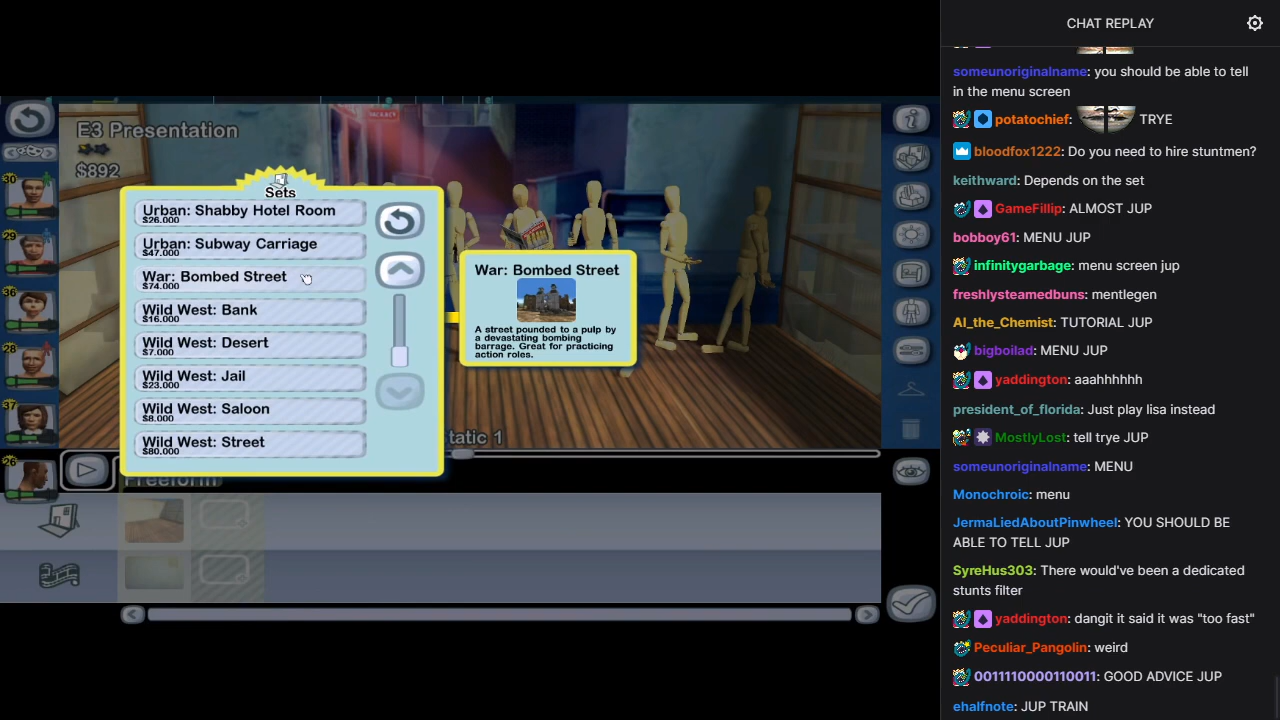 E3 Presentation
$892
30
29
36
28
37
26
Sets
Urban: Shabby Hotel Room
$26.000
Urban: Subway Carriage
$47.000
War: Bombed Street
$74.000
Wild West: Bank
$16.000
Wild West: Desert
$7.000
Wild West: Jail
$23.000
Wild West: Saloon
$8.000
Wild West: Street
$80.000
War: Bombed Street
A street pounded to a pulp by
a devastating bombing
barrage. Great for practicing
action roles.
Static 1
Freeform
CHAT REPLAY
someunoriginalname: you should be able to tell
in the menu screen
potatochief: TRYE
bloodfox1222: Do you need to hire stuntmen?
keithward: Depends on the set
GameFillip: ALMOST JUP
bobboy61: MENU JUP
infinitygarbage: menu screen jup
freshlysteamedbuns: mentlegen
AI_the_Chemist: TUTORIAL JUP
bigboilad: MENU JUP
yaddington: aaahhhhhh
president_of_florida: Just play lisa instead
MostlyLost: tell trye JUP
someunoriginalname: MENU
Monochroic: menu
JermaLiedAboutPinwheel: YOU SHOULD BE
ABLE TO TELL JUP
SyreHus303: There would've been a dedicated
stunts filter
yaddington: dangit it said it was "too fast"
Peculiar_Pangolin: weird
0011110000110011: GOOD ADVICE JUP
ehalfnote: JUP TRAIN